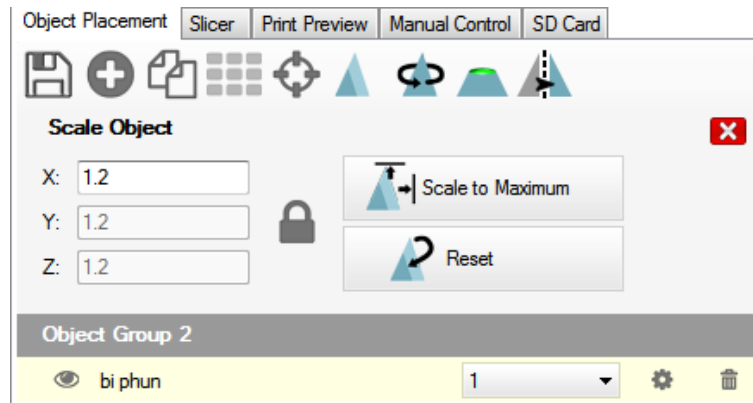 Object Placement Slicer Print Preview Manual Control SD Card
Scale Object
X: 1.2
Scale to Maximum
Y: 1.2
Z: 1.2
Reset
Object Group 2
bi phun 1